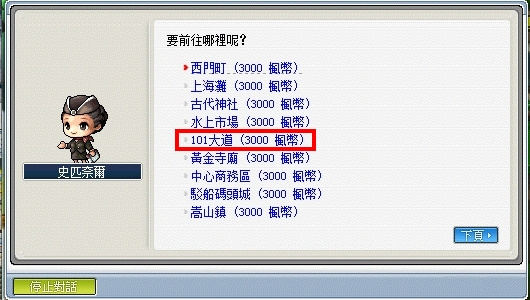 要前往哪裡呢?
西門町 (3000 楓幣)
上海灘 (3000 楓幣)
古代神社 (3000 楓幣)
水上市場 (3000 楓幣)
101大道 (3000 楓幣)
黃金寺廟 (3000 楓幣)
中心商務區 (3000 楓幣)
駁船碼頭城 (3000 楓幣)
嵩山鎮 (3000 楓幣)
史匹奈爾
下頁
停止對話